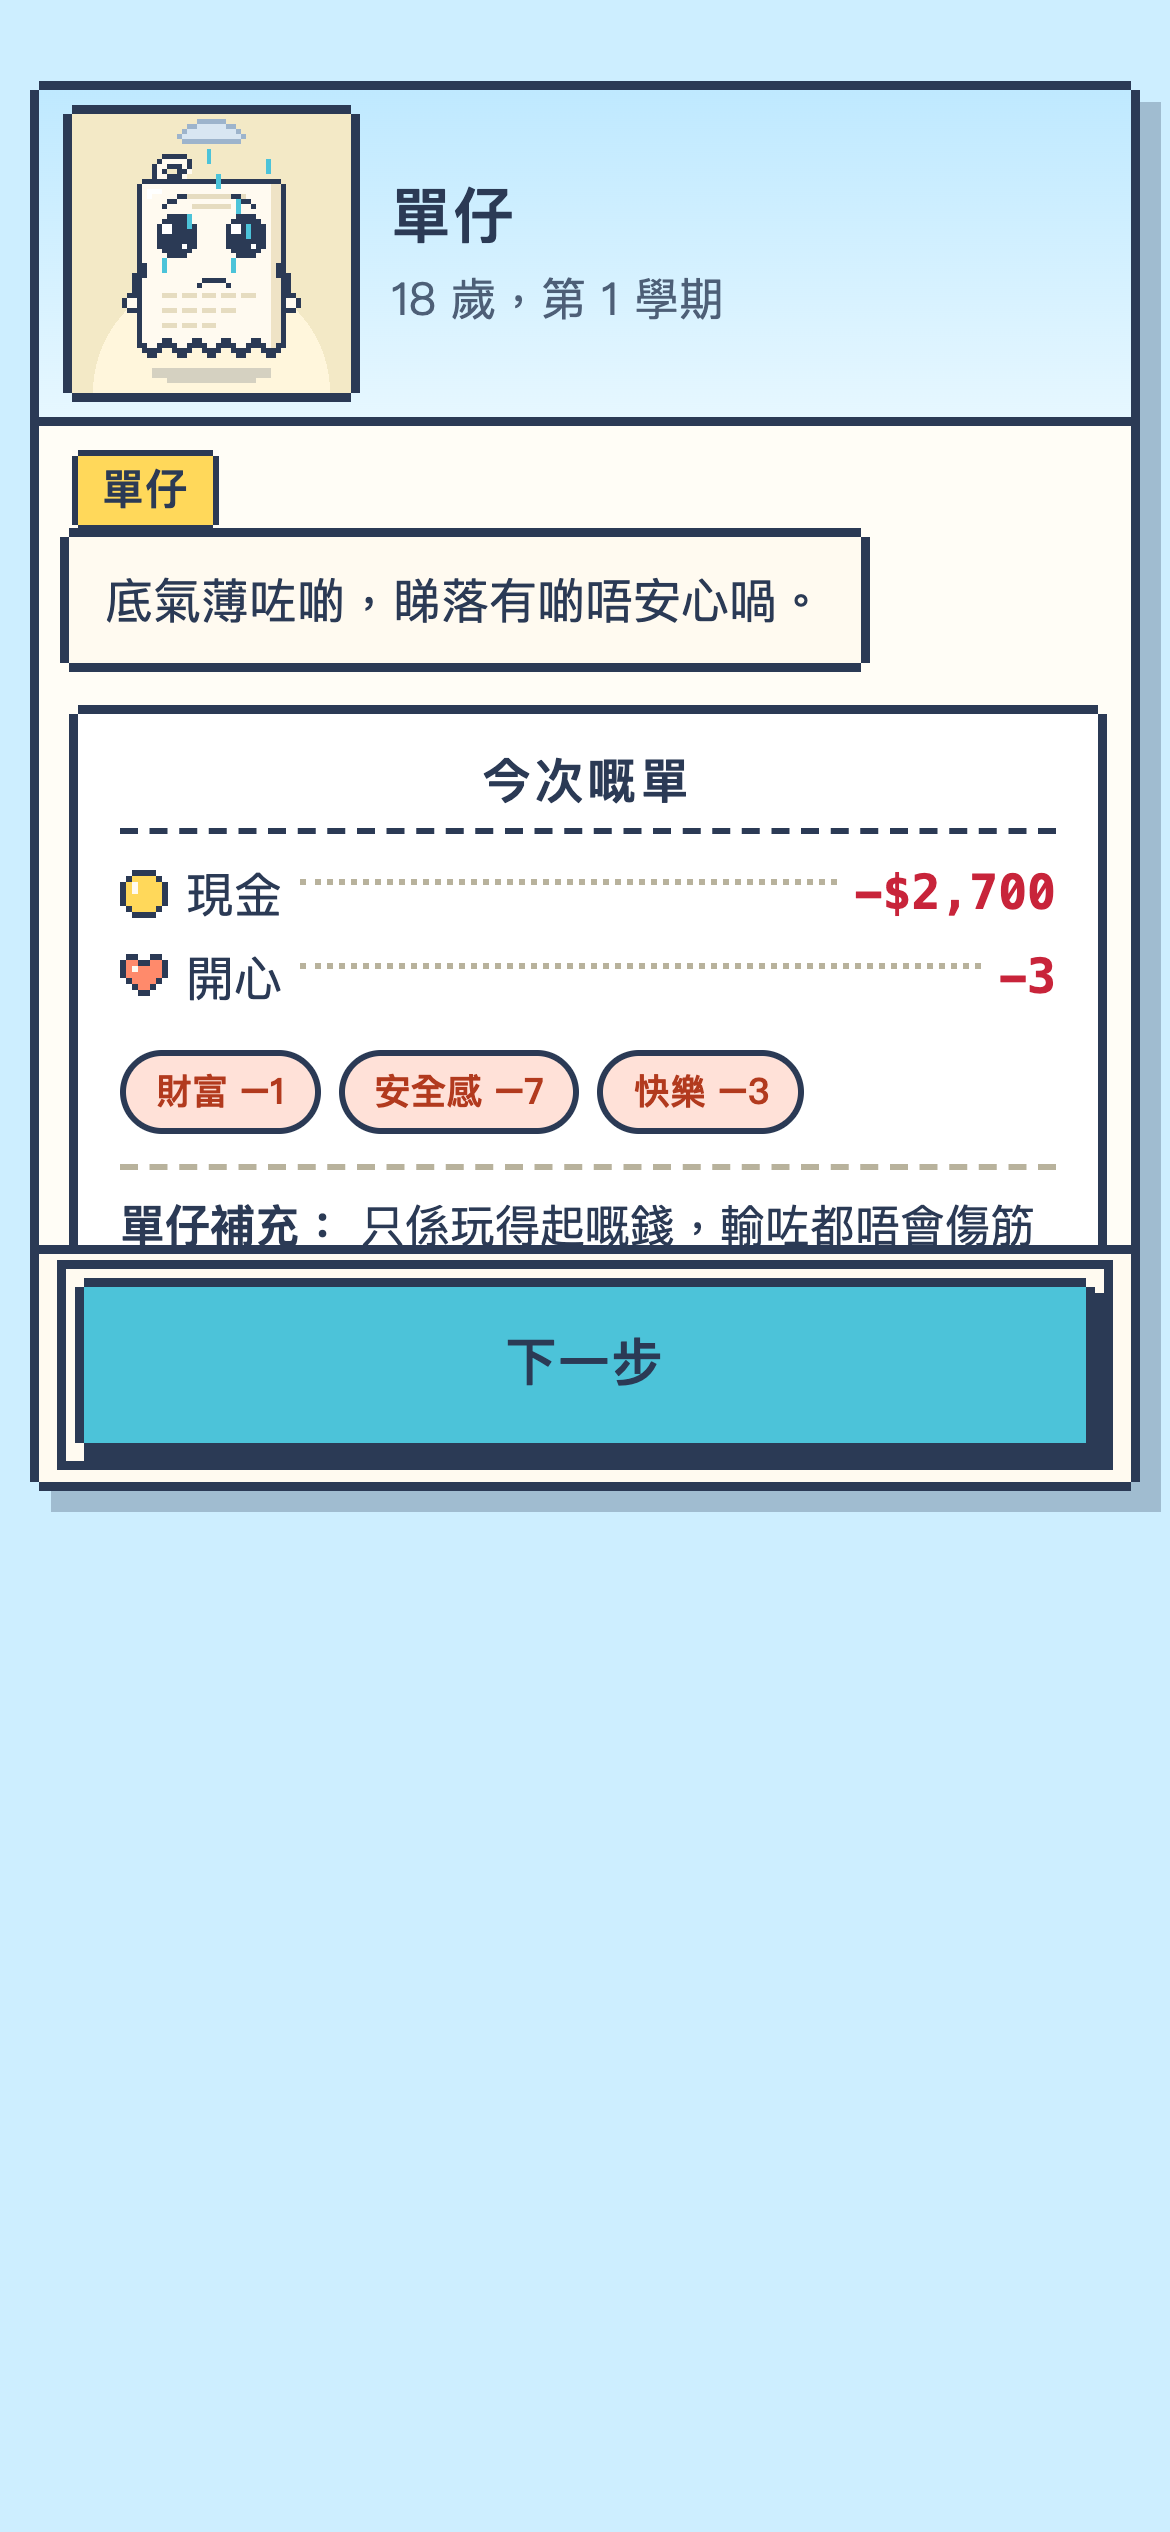 單仔
18 歲，第 1 學期
單仔
底氣薄咗啲，睇落有啲唔安心喎。
今次嘅單
現金 −$2,700
開心 −3
財富 −1 安全感 −7 快樂 −3
單仔補充： 只係玩得起嘅錢，輸咗都唔會傷筋
下一步